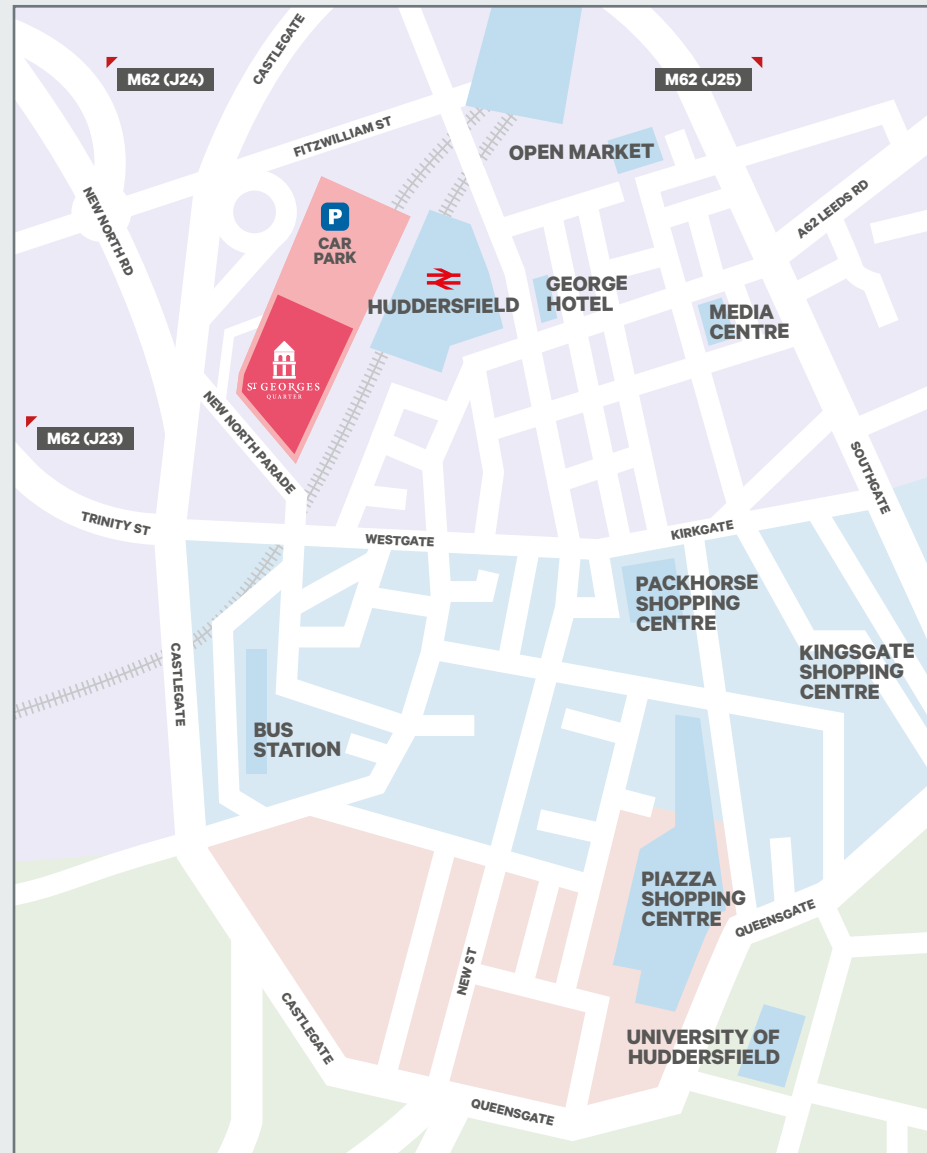 CASTLEGATE
M62 (J24)
M62 (J25)
FITZWILLIAM ST
OPEN MARKET
NEW NORTH RD
P
CAR
PARK
A62 LEEDS RD
HUDDERSFIELD
GEORGE
HOTEL
MEDIA
CENTRE
ST GEORGES
QUARTER
NEW NORTH PARADE
M62 (J23)
SOUTHGATE
TRINITY ST
WESTGATE
KIRKGATE
PACKHORSE
SHOPPING
CENTRE
KINGSGATE
SHOPPING
CENTRE
CASTLEGATE
BUS
STATION
PIAZZA
SHOPPING
CENTRE
QUEENSGATE
NEW ST
CASTLEGATE
UNIVERSITY OF
HUDDERSFIELD
QUEENSGATE